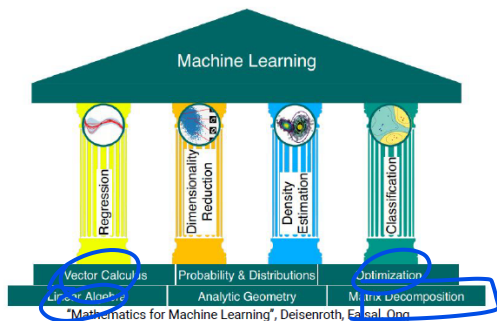 Machine Learning
Regression
Dimensionality
Reduction
Density
Estimation
Classification
Vector Calculus
Probability & Distributions
Optimization
Linear Algebra
Analytic Geometry
Matrix Decomposition
"Mathematics for Machine Learning", Deisenroth, Faisal, Ong